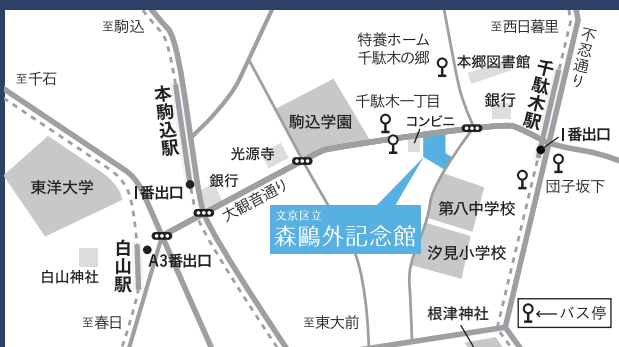 至駒込
至千石
本駒込駅
東洋大学
1番出口
白山神社
白山駅
A3番出口
至春日
光源寺
銀行
大観音通り
駒込学園
特養ホーム
千駄木の郷
千駄木一丁目
コンビニ
本郷図書館
銀行
至西日暮里
不忍通り
千駄木駅
1番出口
団子坂下
文京区立
森鷗外記念館
第八中学校
汐見小学校
至東大前
根津神社
←バス停